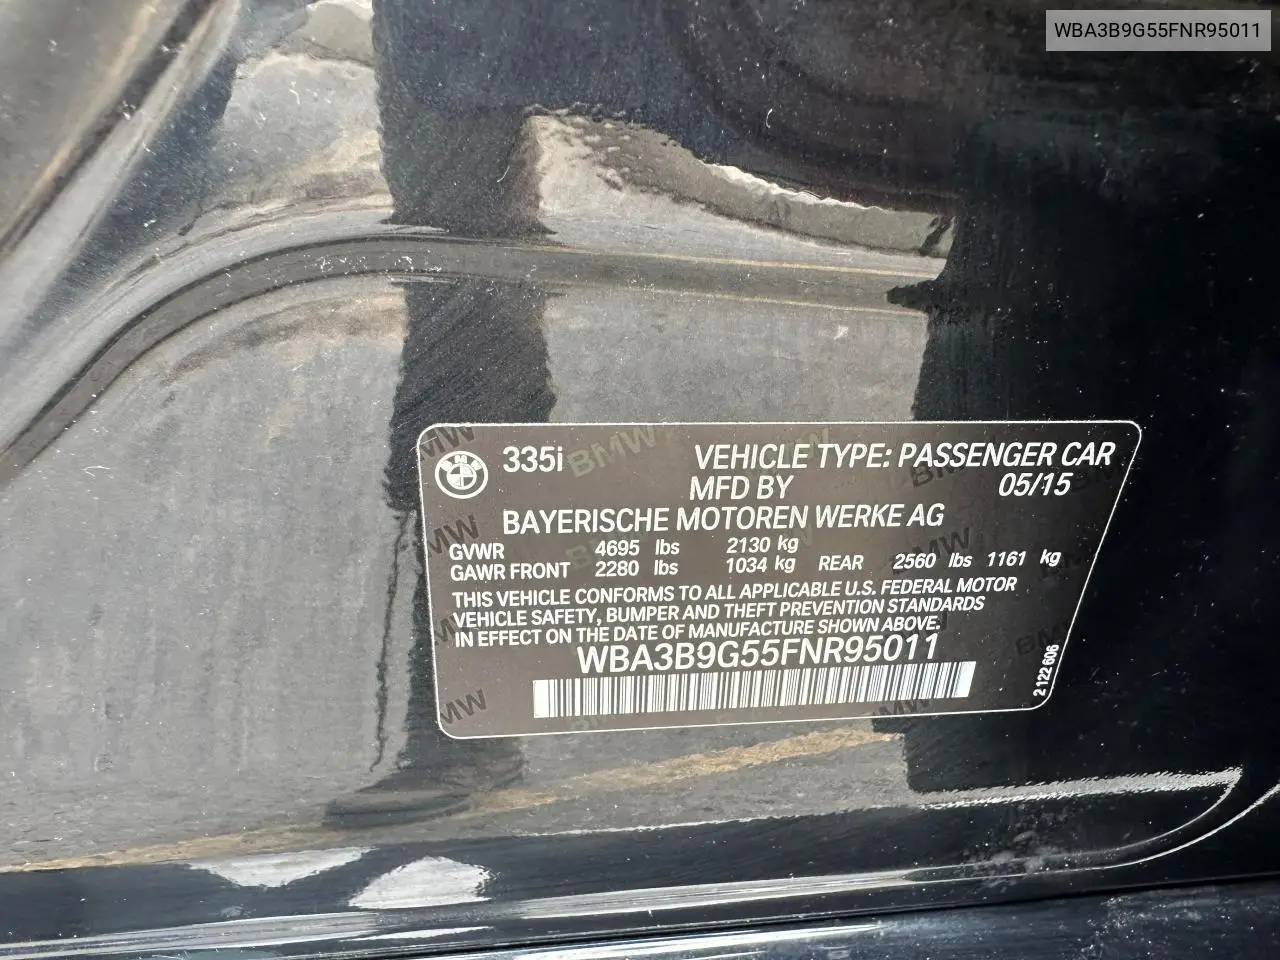 WBA3B9G55FNR95011
335i VEHICLE TYPE: PASSENGER CAR
MFD BY 05/15
BAYERISCHE MOTOREN WERKE AG
GVWR 4695 lbs 2130 kg
GAWR FRONT 2280 lbs 1034 kg REAR 2560 lbs 1161 kg
THIS VEHICLE CONFORMS TO ALL APPLICABLE U.S. FEDERAL MOTOR
VEHICLE SAFETY, BUMPER AND THEFT PREVENTION STANDARDS
IN EFFECT ON THE DATE OF MANUFACTURE SHOWN ABOVE.
WBA3B9G55FNR95011
2 122 606